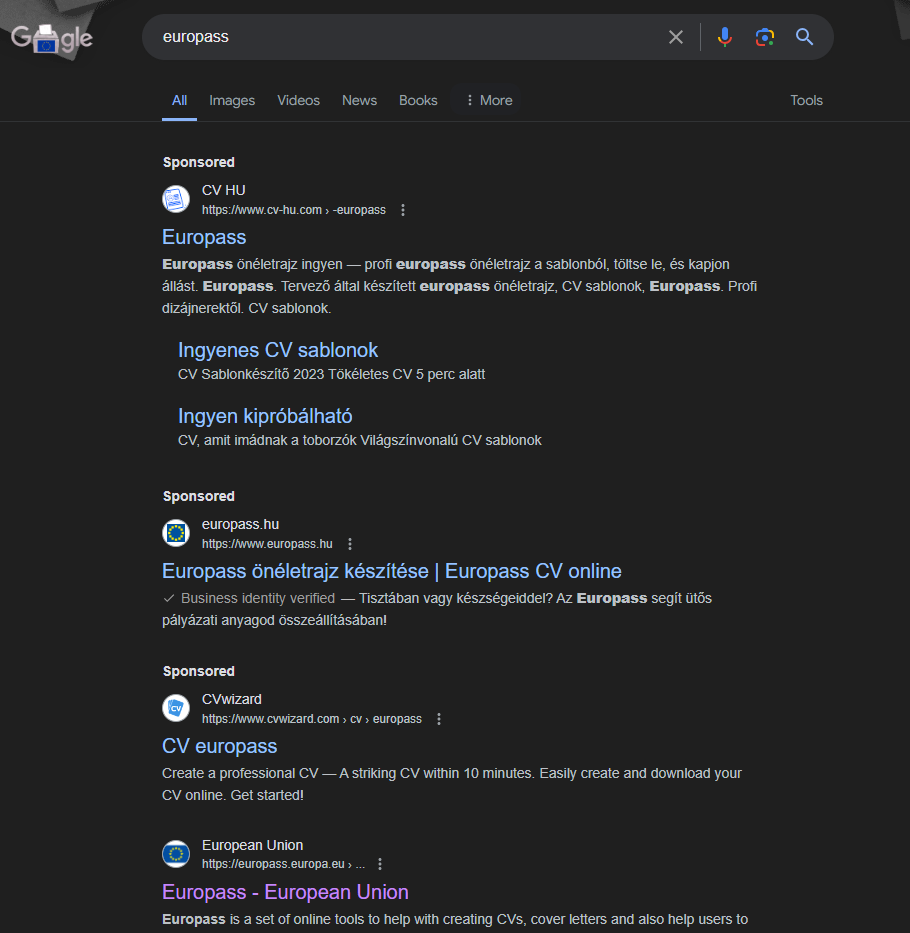 Google
europass
All
Images
Videos
News
Books
More
Tools
Sponsored
CV HU
https://www.cv-hu.com › -europass
Europass
Europass önéletrajz ingyen — profi europass önéletrajz a sablonból, töltse le, és kapjon
állást. Europass. Tervező által készített europass önéletrajz, CV sablonok, Europass. Profi
dizájnerektől. CV sablonok.
Ingyenes CV sablonok
CV Sablonkészítő 2023 Tökéletes CV 5 perc alatt
Ingyen kipróbálható
CV, amit imádnak a toborzók Világszínvonalú CV sablonok
Sponsored
europass.hu
https://www.europass.hu
Europass önéletrajz készítése | Europass CV online
Business identity verified — Tisztában vagy készségeiddel? Az Europass segít ütős
pályázati anyagod összeállításában!
Sponsored
CV
CVwizard
https://www.cvwizard.com › cv › europass
CV europass
Create a professional CV — A striking CV within 10 minutes. Easily create and download your
CV online. Get started!
European Union
https://europass.europa.eu › ...
Europass - European Union
Europass is a set of online tools to help with creating CVs, cover letters and also help users to